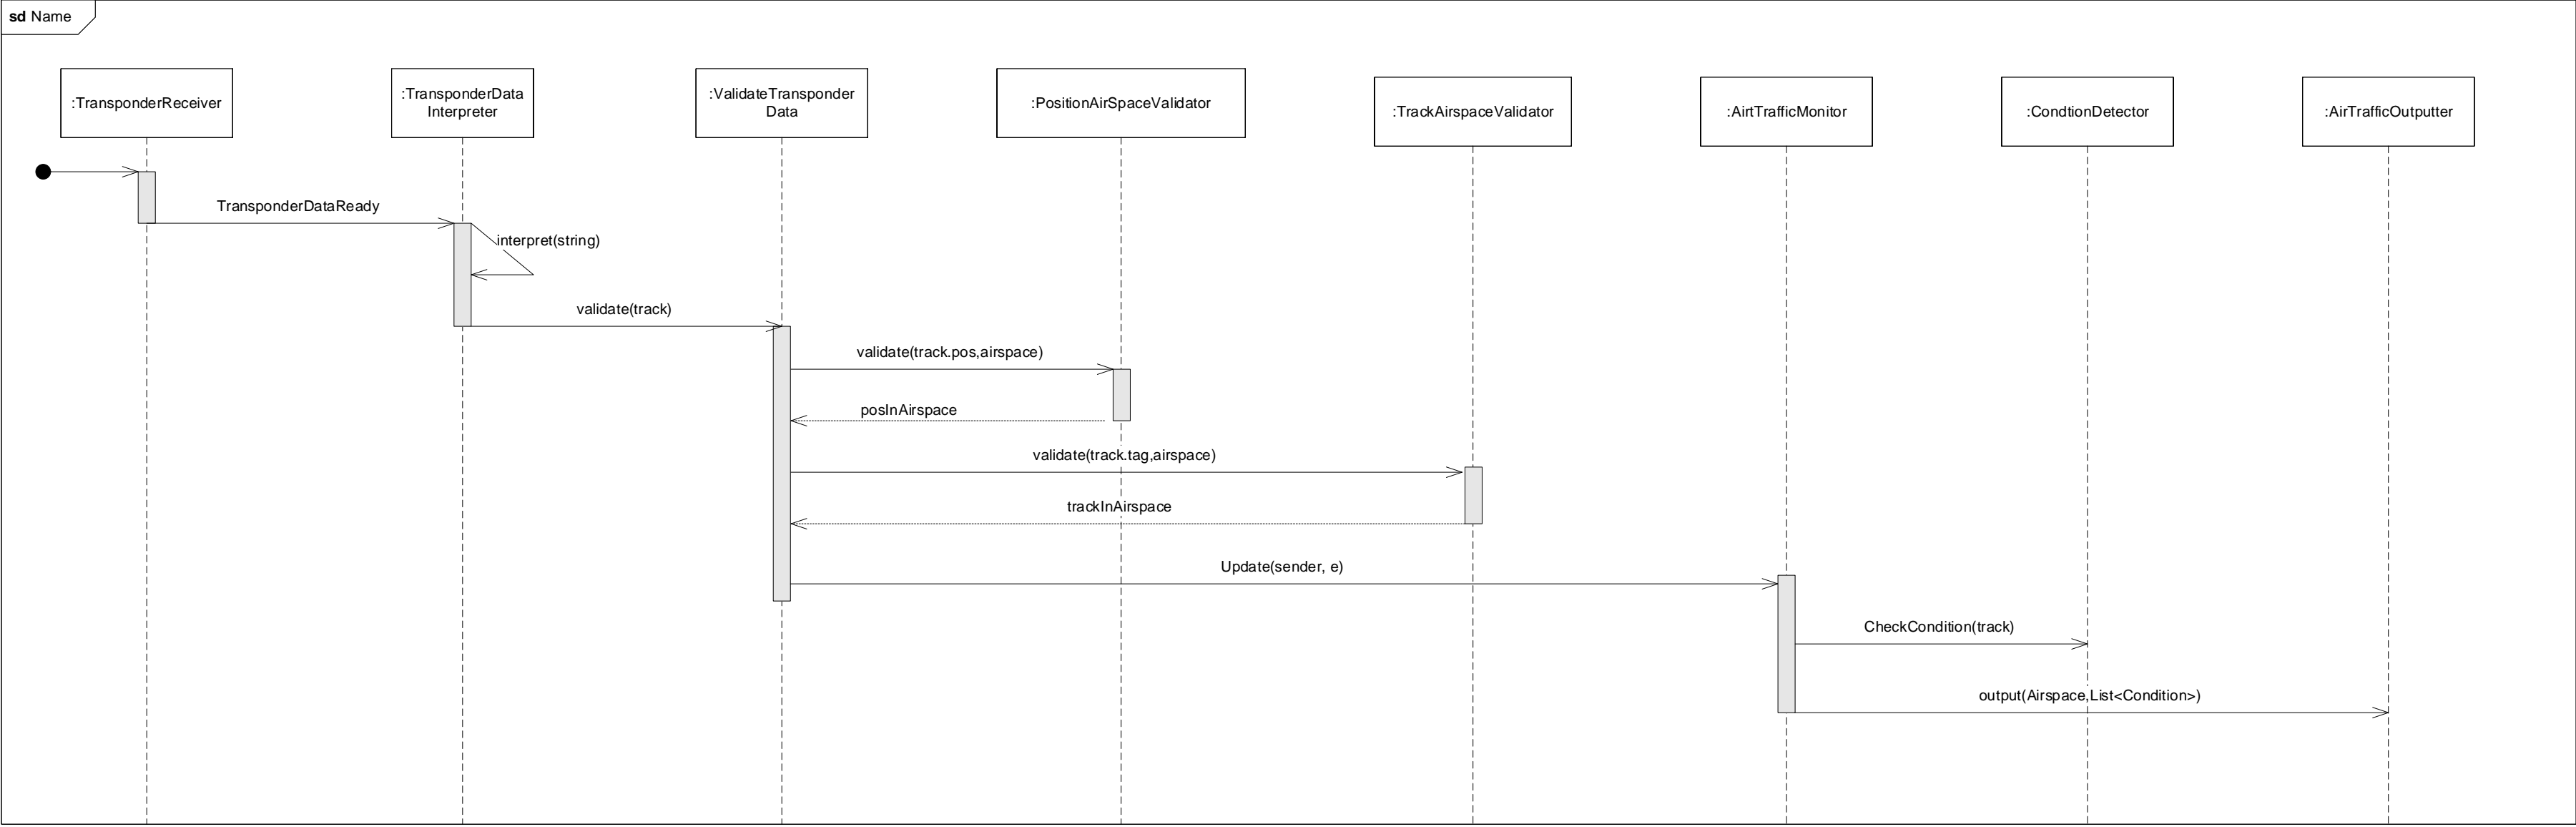 sd Name
:TransponderReceiver
:TransponderData
Interpreter
:ValidateTransponder
Data
:PositionAirSpaceValidator
:TrackAirspaceValidator
:AirtTrafficMonitor
:CondtionDetector
:AirTrafficOutputter
TransponderDataReady
interpret(string)
validate(track)
validate(track.pos,airspace)
posInAirspace
validate(track.tag,airspace)
trackInAirspace
Update(sender, e)
CheckCondition(track)
output(Airspace,List<Condition>)